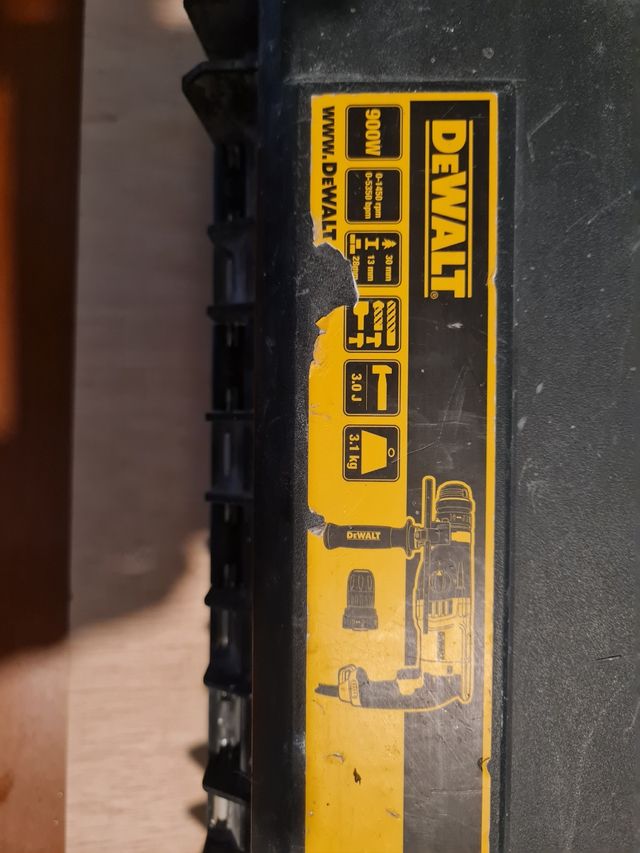 DEWALT®
900W
0-1450 rpm
0-5350 bpm
30 mm
13 mm
28
3.0 J
3.1 kg
www.DEWALT
DEWALT